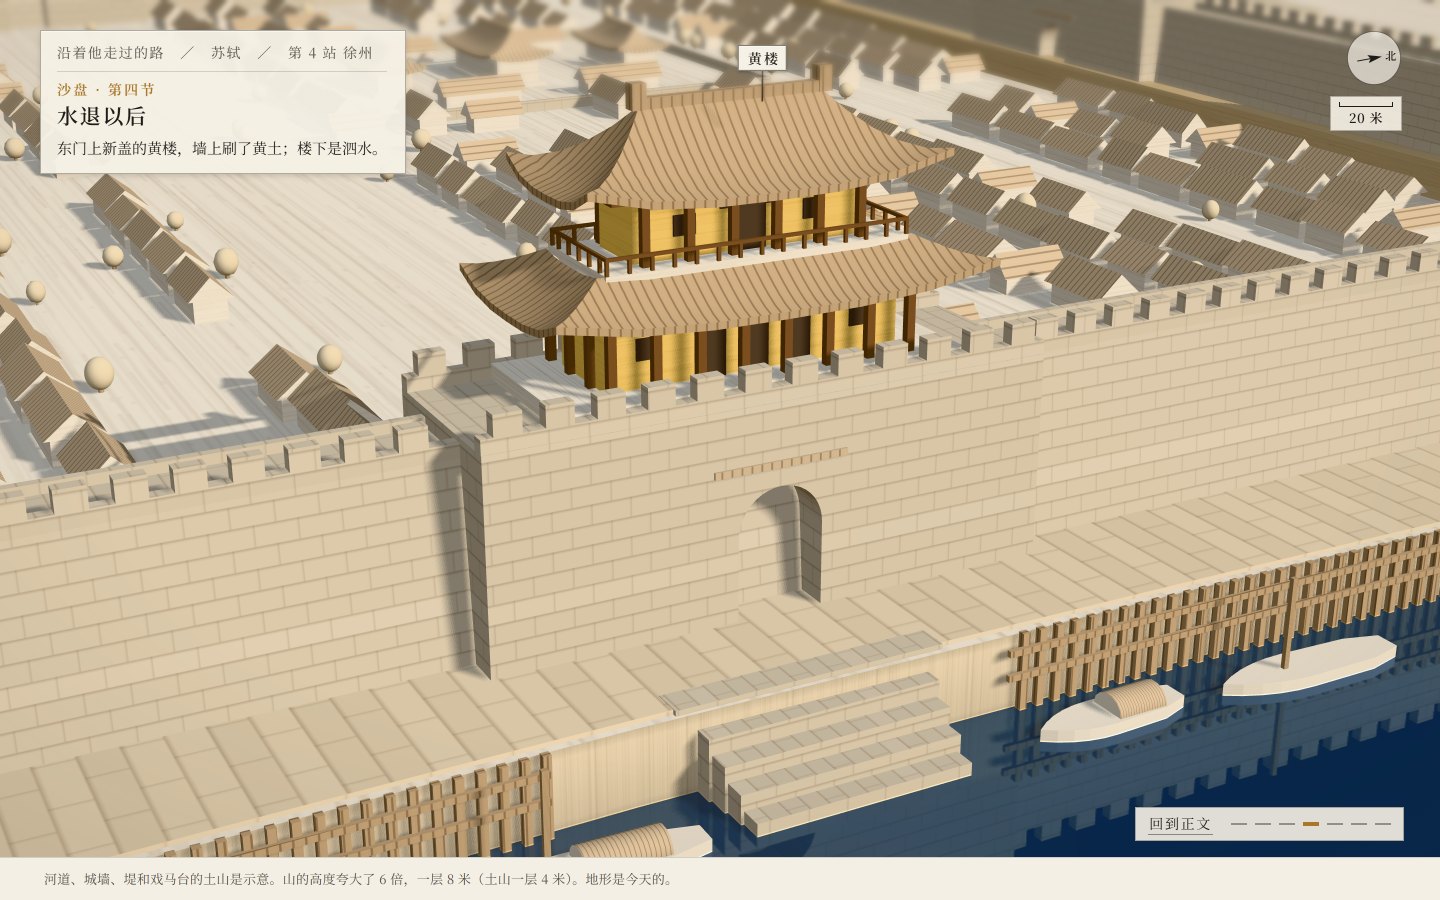 沿着他走过的路 ／ 苏轼 ／ 第 4 站 徐州
沙盘 · 第四节
水退以后
东门上新盖的黄楼，墙上刷了黄土；楼下是泗水。
黄楼
北
20 米
回到正文
河道、城墙、堤和戏马台的土山是示意。山的高度夸大了 6 倍，一层 8 米（土山一层 4 米）。地形是今天的。